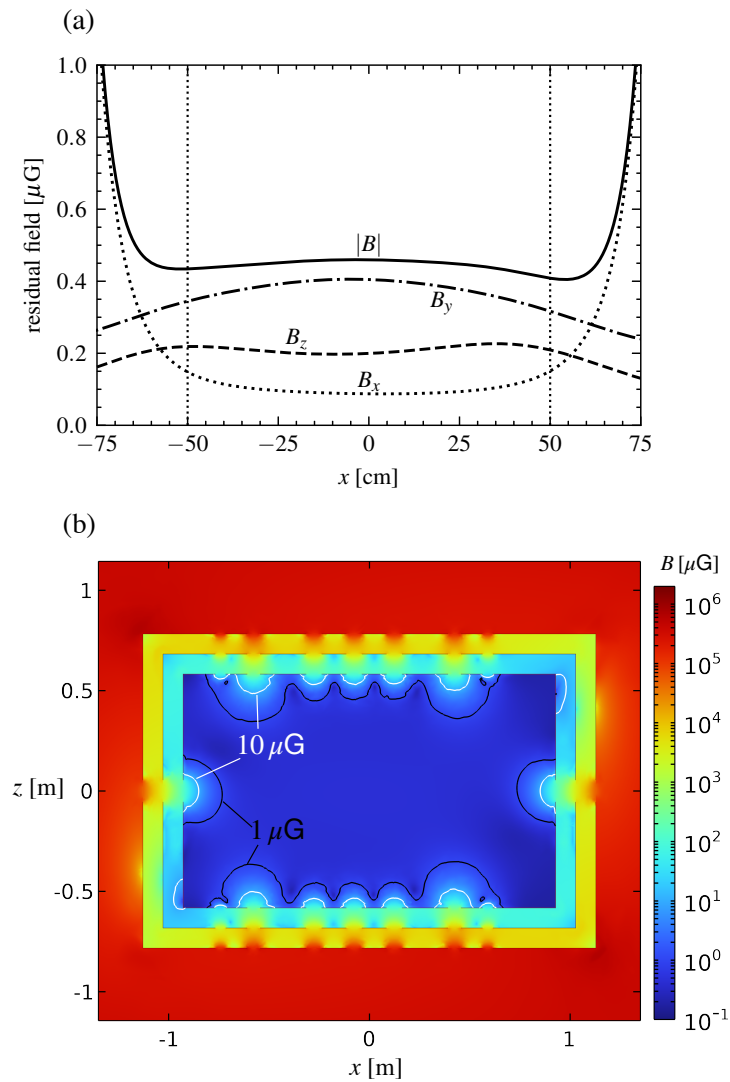 (a)
residual field [μG]
1.0
0.8
0.6
0.4
0.2
0.0
|B|
B_y
B_z
B_x
−75 −50 −25 0 25 50 75
x [cm]
(b)
B [μG]
z [m]
1
0.5
0
-0.5
-1
10 μG
1 μG
10^6
10^5
10^4
10^3
10^2
10^1
10^0
10^−1
-1 0 1
x [m]